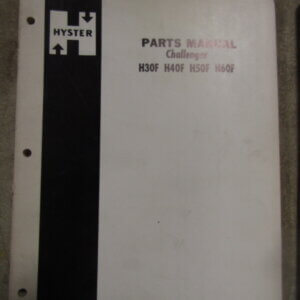 HYSTER
PARTS MANUAL
Challenger
H30F H40F H50F H60F